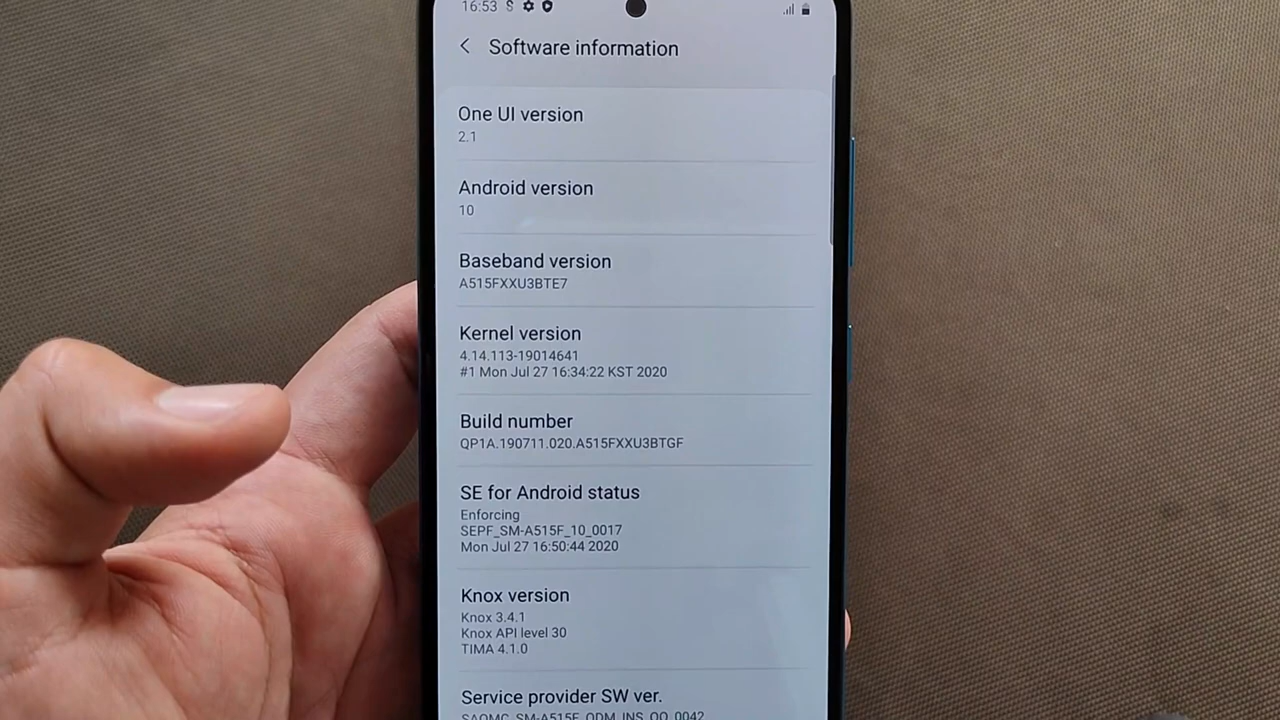 16:53
Software information
One UI version
2.1
Android version
10
Baseband version
A515FXXU3BTE7
Kernel version
4.14.113-19014641
#1 Mon Jul 27 16:34:22 KST 2020
Build number
QP1A.190711.020.A515FXXU3BTGF
SE for Android status
Enforcing
SEPF_SM-A515F_10_0017
Mon Jul 27 16:50:44 2020
Knox version
Knox 3.4.1
Knox API level 30
TIMA 4.1.0
Service provider SW ver.
SAOMC_SM-A515F_ODM_INS_QQ_0042